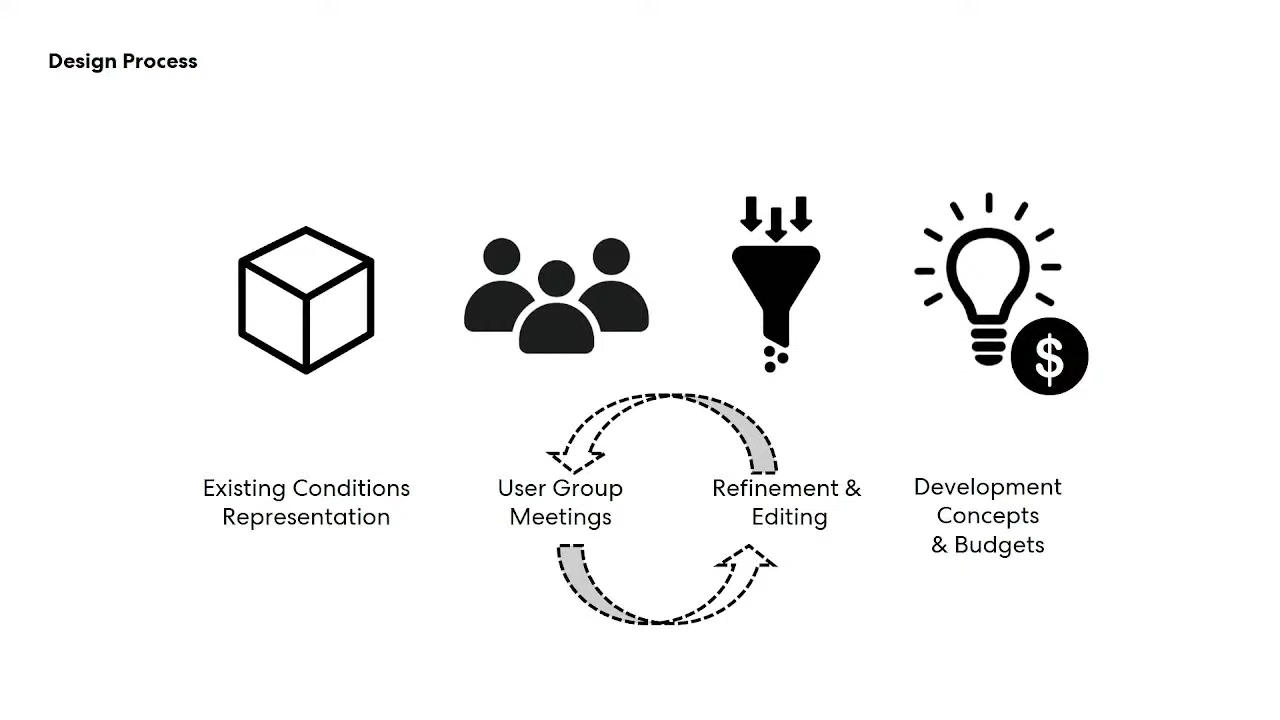 Design Process
$
Existing Conditions
Representation
User Group
Meetings
Refinement &
Editing
Development
Concepts
& Budgets